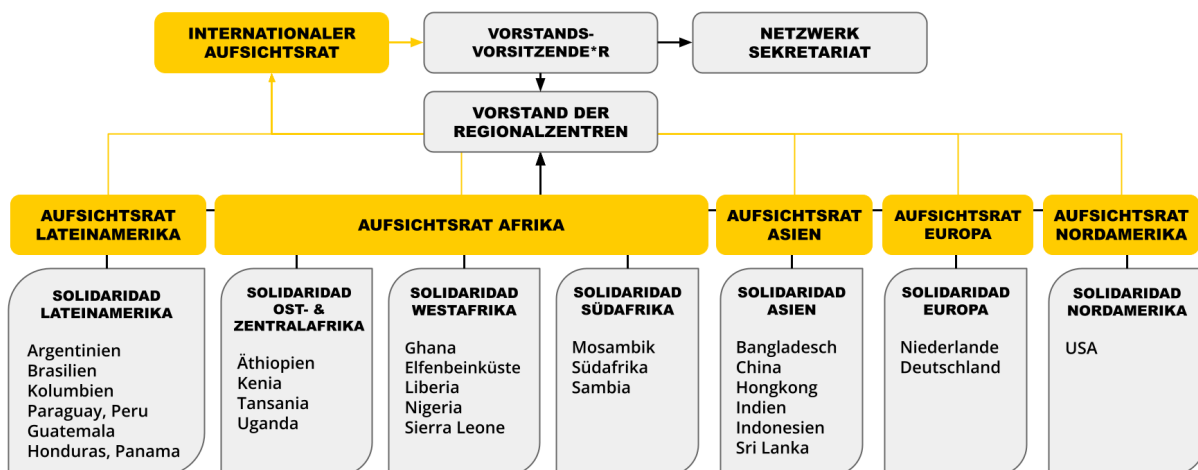 INTERNATIONALER
AUFSICHTSRAT
VORSTANDS-
VORSITZENDE*R
NETZWERK
SEKRETARIAT
VORSTAND DER
REGIONALZENTREN
AUFSICHTSRAT
LATEINAMERIKA
AUFSICHTSRAT AFRIKA
AUFSICHTSRAT
ASIEN
AUFSICHTSRAT
EUROPA
AUFSICHTSRAT
NORDAMERIKA
SOLIDARIDAD
LATEINAMERIKA
Argentinien
Brasilien
Kolumbien
Paraguay, Peru
Guatemala
Honduras, Panama
SOLIDARIDAD
OST- &
ZENTRALAFRIKA
Äthiopien
Kenia
Tansania
Uganda
SOLIDARIDAD
WESTAFRIKA
Ghana
Elfenbeinküste
Liberia
Nigeria
Sierra Leone
SOLIDARIDAD
SÜDAFRIKA
Mosambik
Südafrika
Sambia
SOLIDARIDAD
ASIEN
Bangladesch
China
Hongkong
Indien
Indonesien
Sri Lanka
SOLIDARIDAD
EUROPA
Niederlande
Deutschland
SOLIDARIDAD
NORDAMERIKA
USA